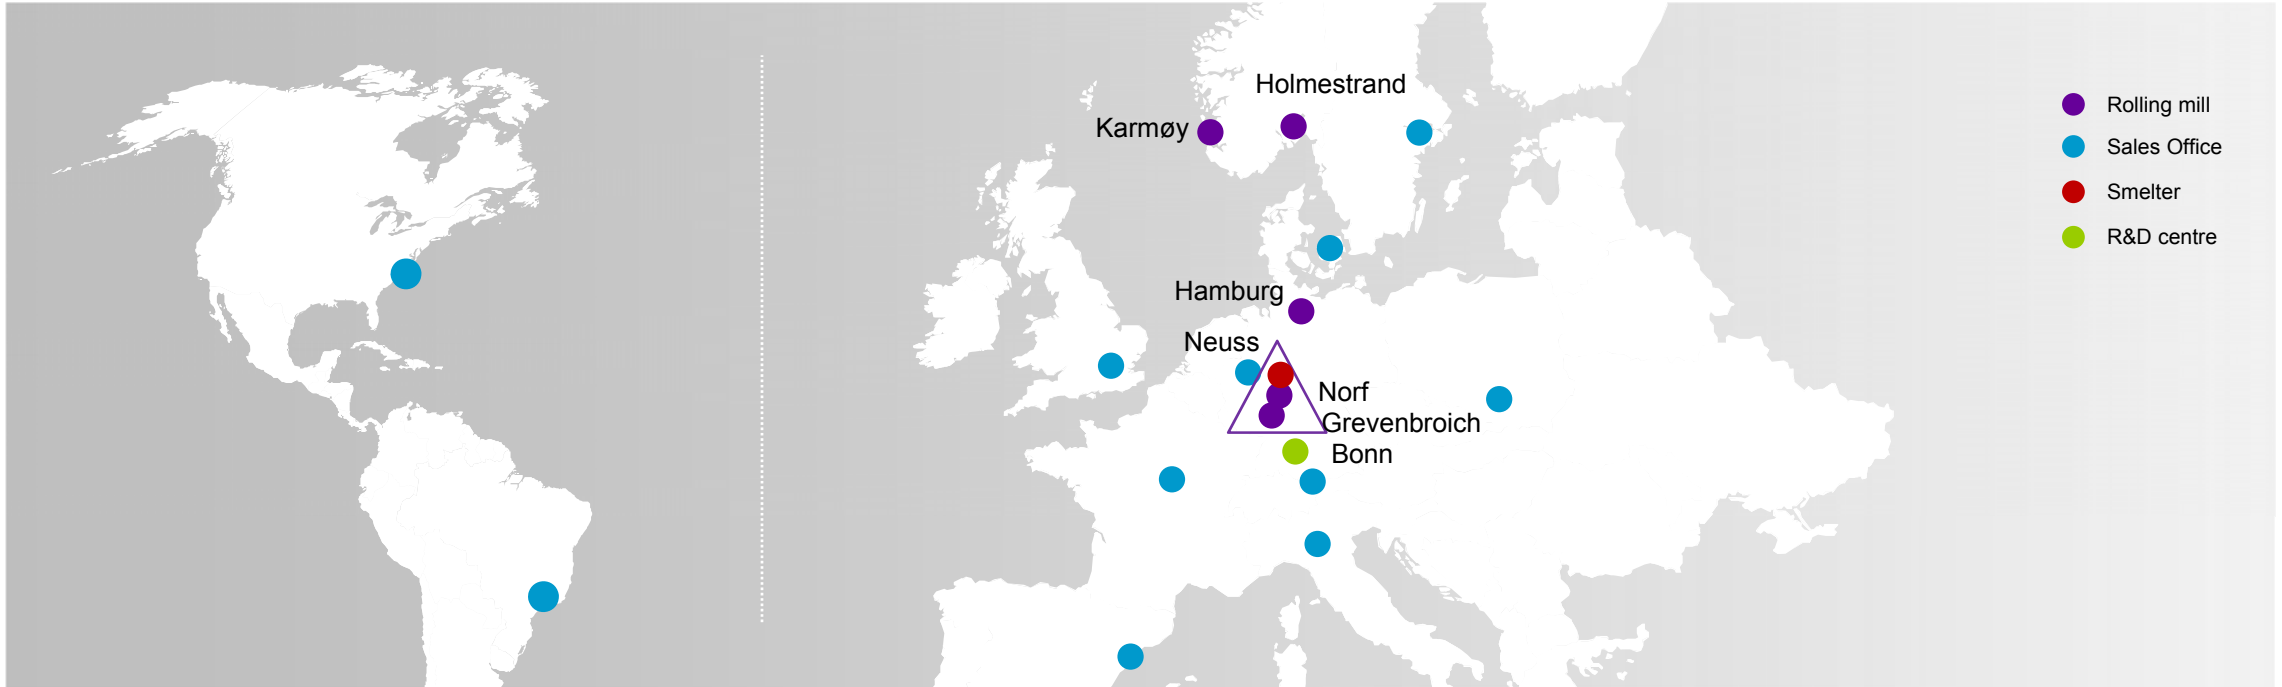 Holmestrand
Karmøy
Hamburg
Neuss
Norf
Grevenbroich
Bonn
Rolling mill
Sales Office
Smelter
R&D centre